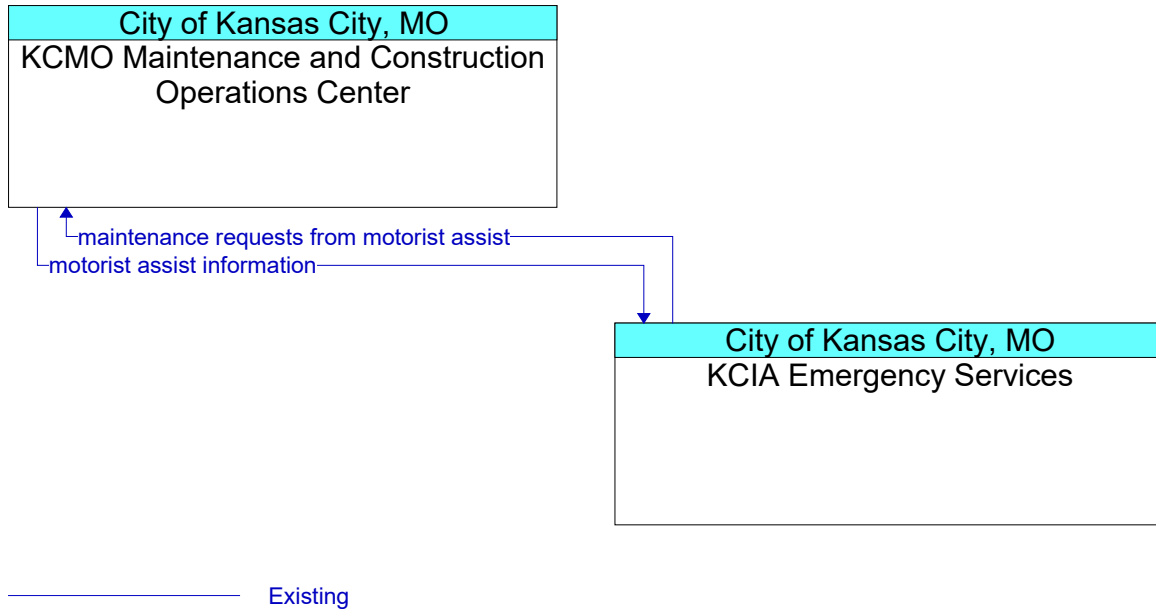 City of Kansas City, MO
KCMO Maintenance and Construction
Operations Center
maintenance requests from motorist assist
motorist assist information
City of Kansas City, MO
KCIA Emergency Services
Existing